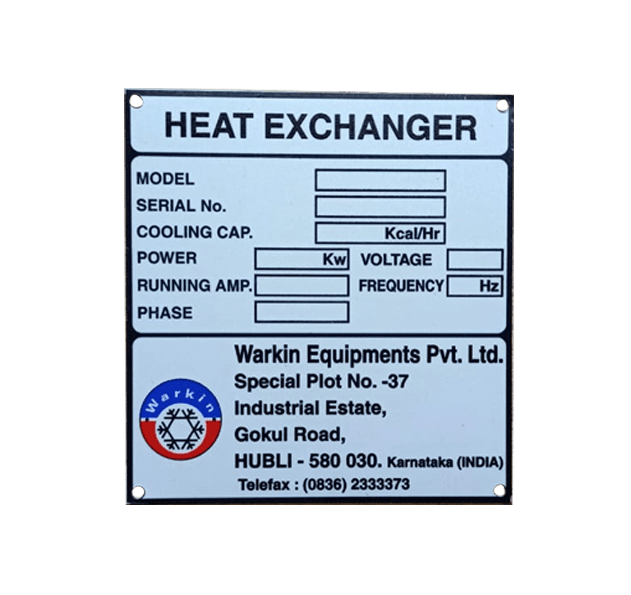 HEAT EXCHANGER
MODEL
SERIAL No.
COOLING CAP. Kcal/Hr
POWER Kw VOLTAGE
RUNNING AMP. FREQUENCY Hz
PHASE
Warkin Equipments Pvt. Ltd.
Special Plot No. -37
Industrial Estate,
Gokul Road,
HUBLI - 580 030. Karnataka (INDIA)
Telefax : (0836) 2333373
Warkin